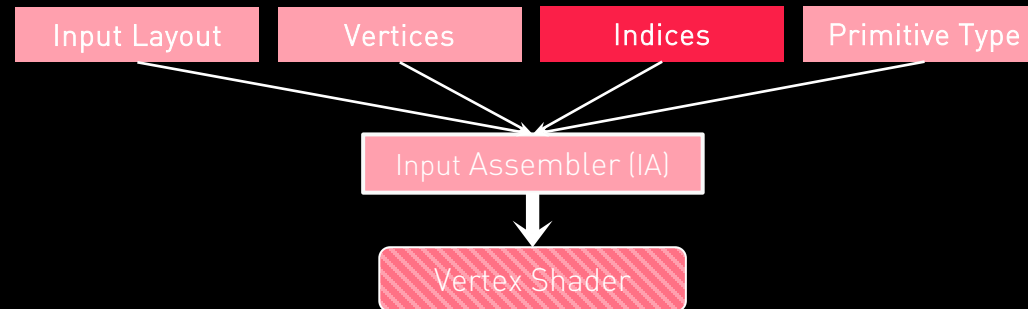 Input Layout
Vertices
Indices
Primitive Type
Input Assembler (IA)
Vertex Shader